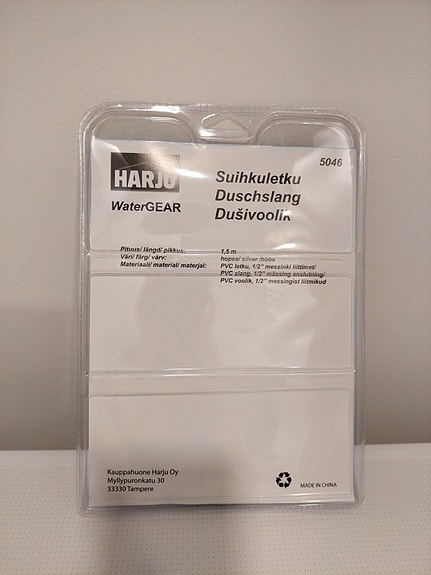 HARJU
WaterGEAR
5046
Suihkuletku
Duschslang
Dušivoolik
Pituus/ längd/ pikkus: 1,5 m
Väri/ färg/ värv: hopea/ silver /hõbe
Materiaali/ material/ materjal: PVC letku, 1/2" messinki liittimet/
PVC slang, 1/2" mässing anslutning/
PVC voolik, 1/2" messingist liitmikud
Kauppahuone Harju Oy
Myllypuronkatu 30
33330 Tampere
MADE IN CHINA